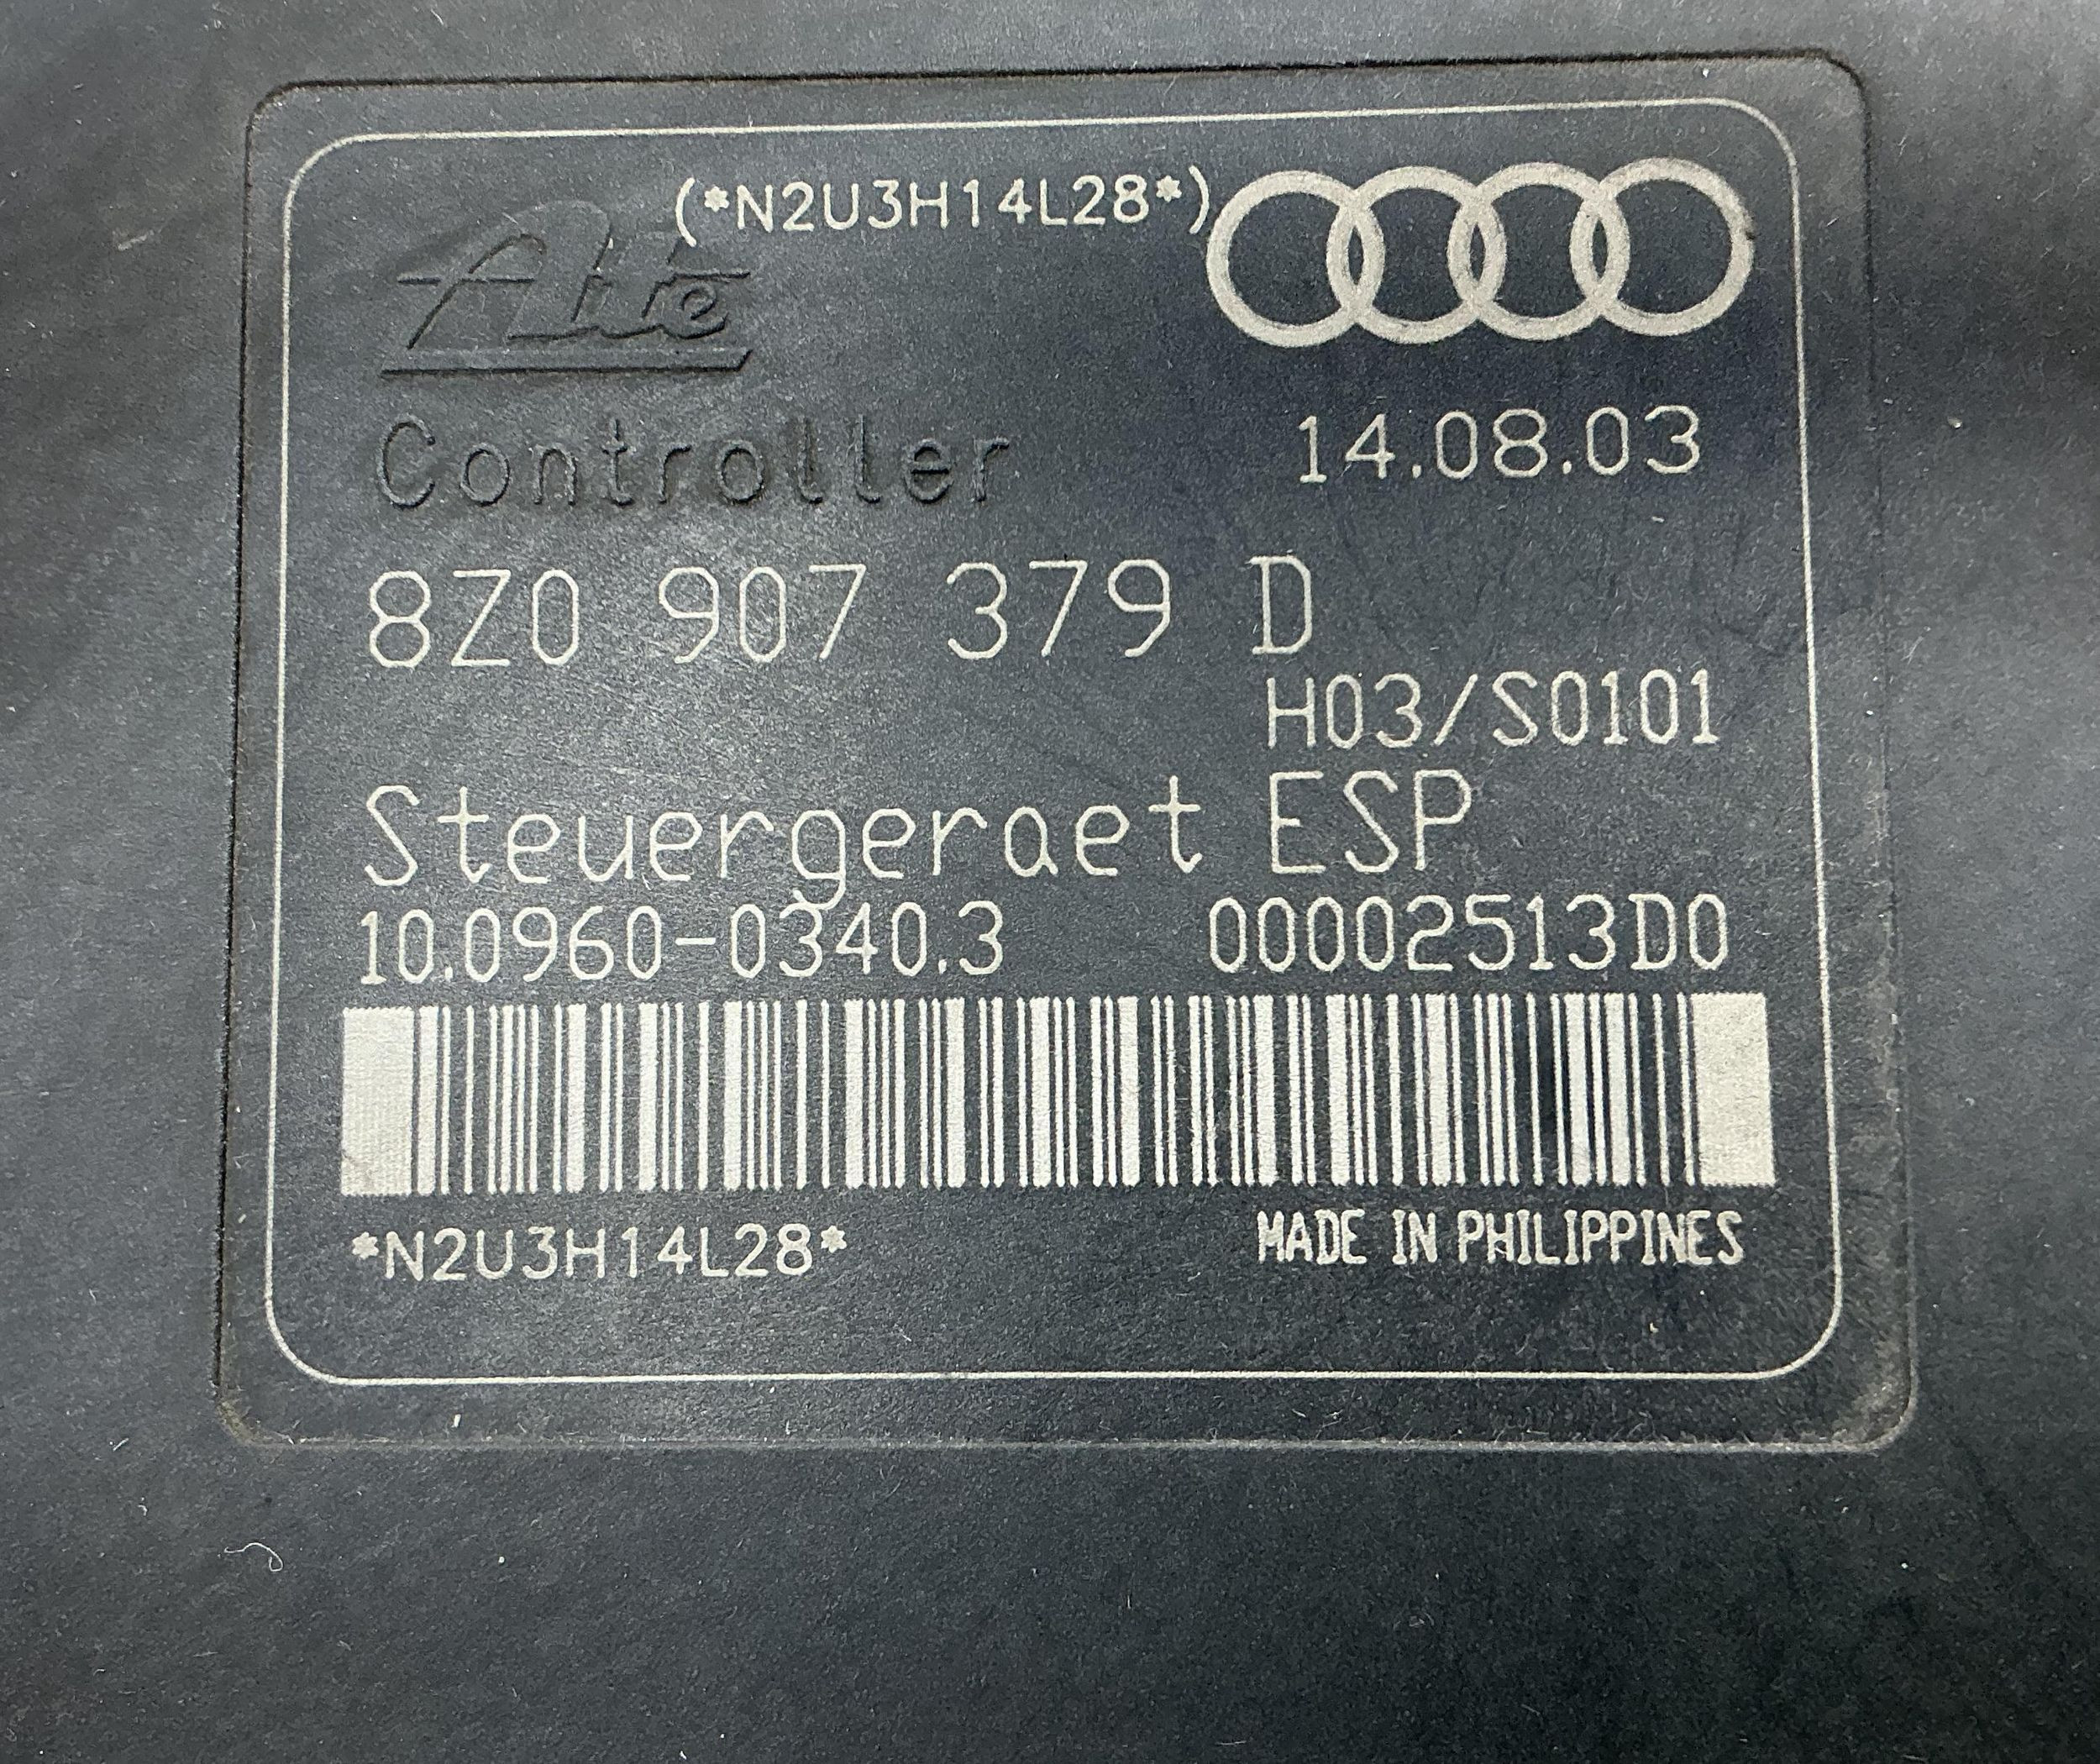 (*N2U3H14L28*)
Ate
Controller
14.08.03
8Z0 907 379 D
H03/S0101
Steuergeraet ESP
10.0960-0340.3 00002513D0
*N2U3H14L28*
MADE IN PHILIPPINES